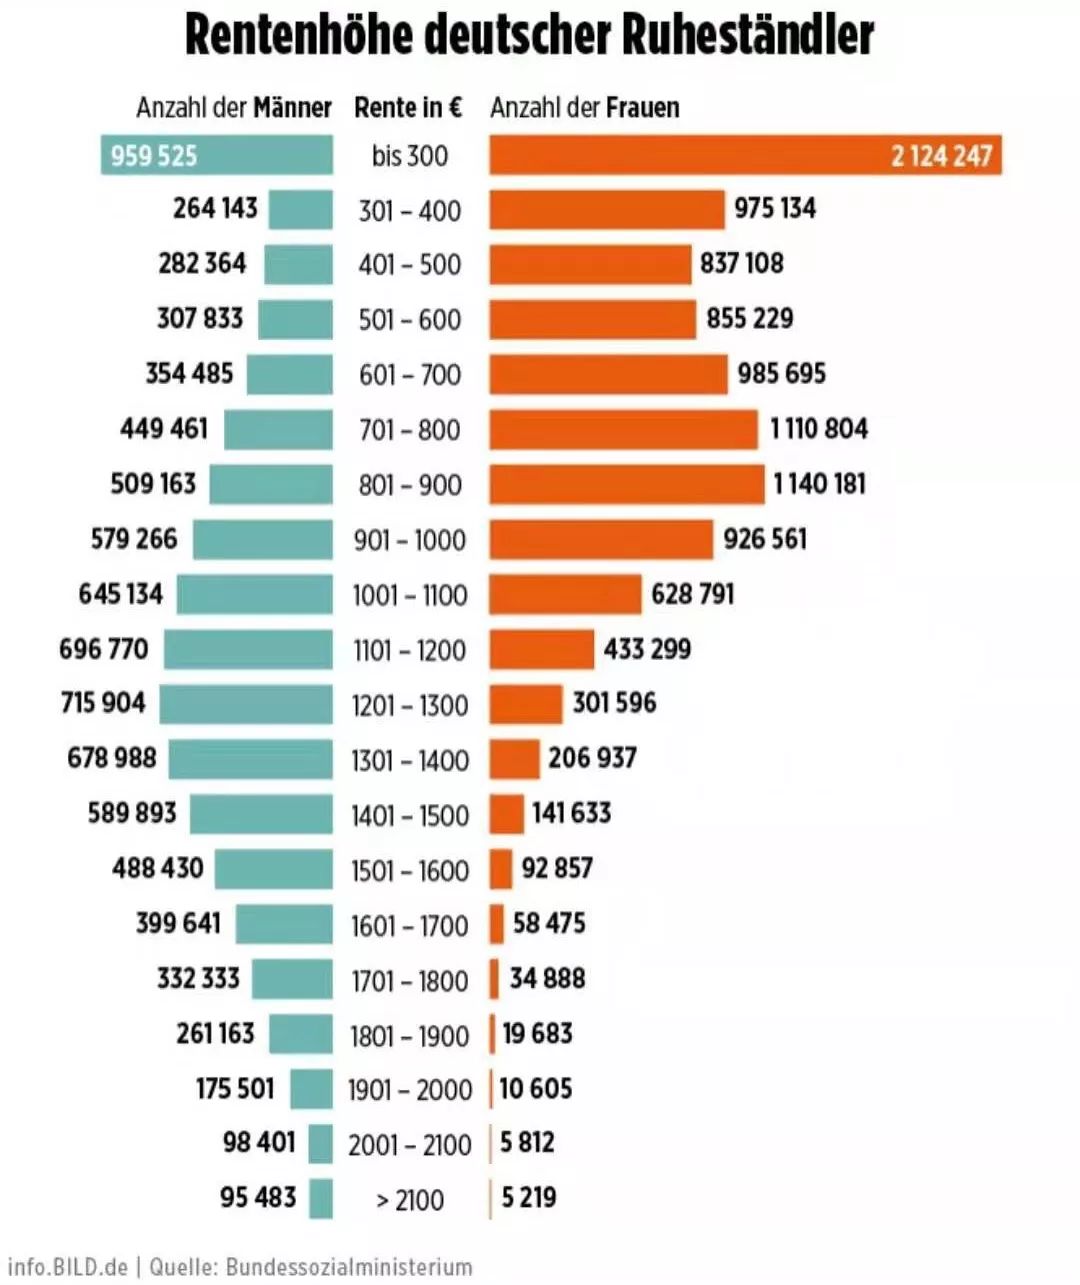 Rentenhöhe deutscher Ruheständler
Anzahl der Männer Rente in € Anzahl der Frauen
959 525 bis 300 2 124 247
264 143 301 – 400 975 134
282 364 401 – 500 837 108
307 833 501 – 600 855 229
354 485 601 – 700 985 695
449 461 701 – 800 1 110 804
509 163 801 – 900 1 140 181
579 266 901 – 1000 926 561
645 134 1001 – 1100 628 791
696 770 1101 – 1200 433 299
715 904 1201 – 1300 301 596
678 988 1301 – 1400 206 937
589 893 1401 – 1500 141 633
488 430 1501 – 1600 92 857
399 641 1601 – 1700 58 475
332 333 1701 – 1800 34 888
261 163 1801 – 1900 19 683
175 501 1901 – 2000 10 605
98 401 2001 – 2100 5 812
95 483 > 2100 5 219
info.BILD.de | Quelle: Bundessozialministerium